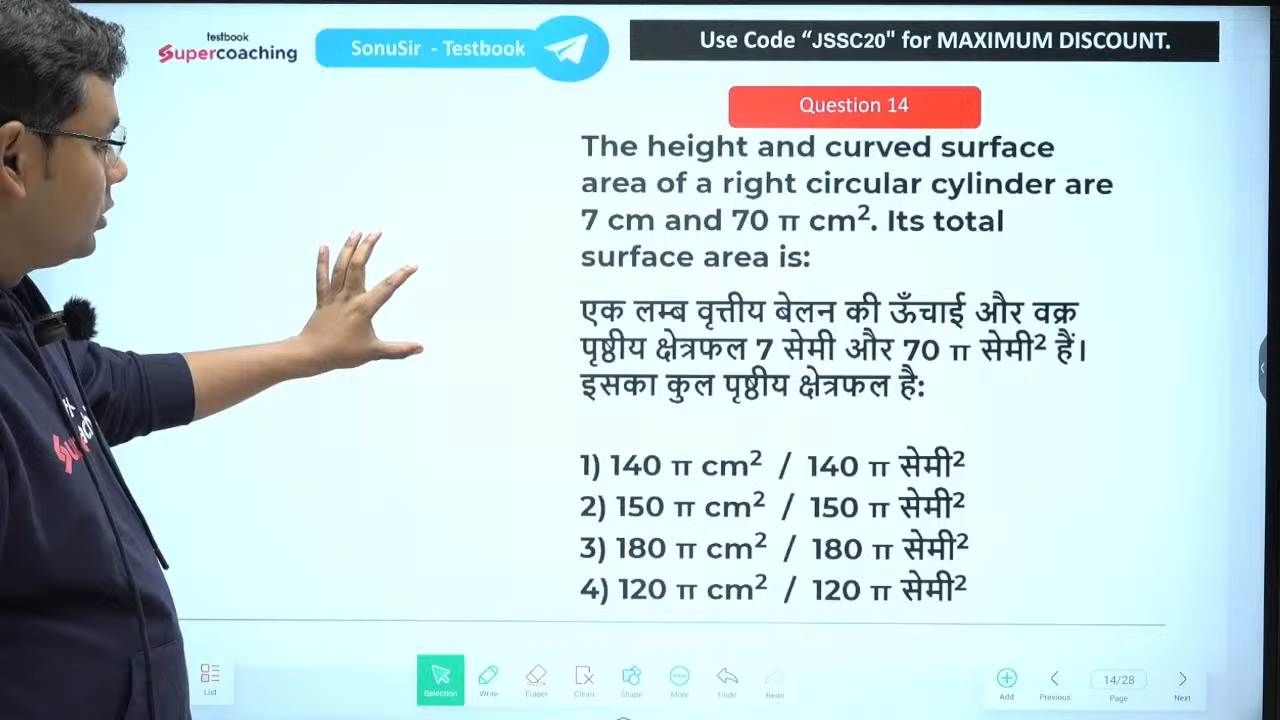 testbook
Supercoaching
SonuSir - Testbook
Use Code “JSSC20" for MAXIMUM DISCOUNT.
Question 14
The height and curved surface
area of a right circular cylinder are
7 cm and 70 π cm². Its total
surface area is:
एक लम्ब वृत्तीय बेलन की ऊँचाई और वक्र
पृष्ठीय क्षेत्रफल 7 सेमी और 70 π सेमी² हैं।
इसका कुल पृष्ठीय क्षेत्रफल है:
1) 140 π cm² / 140 π सेमी²
2) 150 π cm² / 150 π सेमी²
3) 180 π cm² / 180 π सेमी²
4) 120 π cm² / 120 π सेमी²
List
Selection
Write
Eraser
Clean
Shape
More
Undo
Redo
Add
Previous
14/28
Page
Next